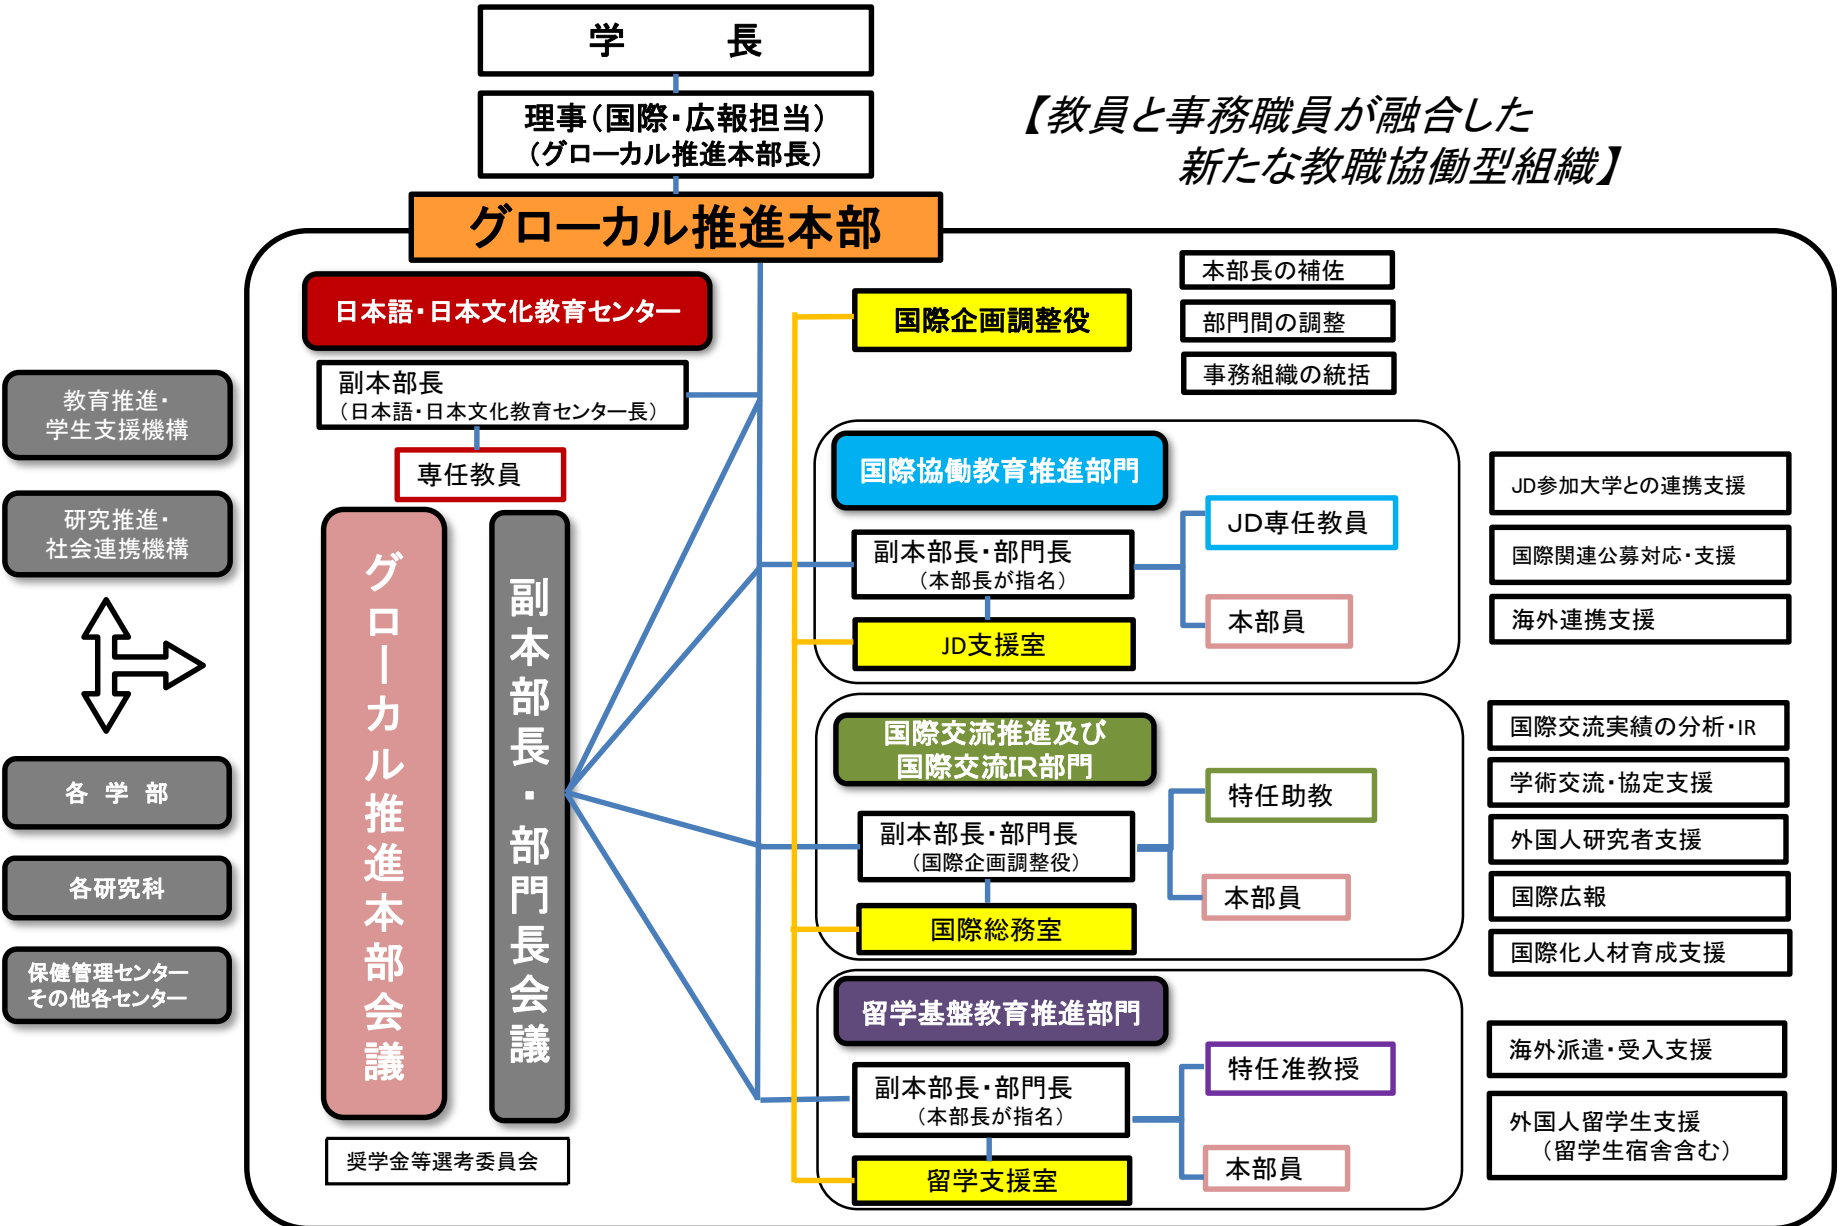 学　　長
理事（国際・広報担当）
（グローカル推進本部長）
【教員と事務職員が融合した
新たな教職協働型組織】
グローカル推進本部
日本語・日本文化教育センター
副本部長
（日本語・日本文化教育センター長）
専任教員
教育推進・
学生支援機構
研究推進・
社会連携機構
各 学 部
各研究科
保健管理センター
その他各センター
グローカル推進本部会議
副本部長・部門長会議
奨学金等選考委員会
国際企画調整役
本部長の補佐
部門間の調整
事務組織の統括
国際協働教育推進部門
副本部長・部門長
（本部長が指名）
JD支援室
JD専任教員
本部員
JD参加大学との連携支援
国際関連公募対応・支援
海外連携支援
国際交流推進及び
国際交流IR部門
副本部長・部門長
（国際企画調整役）
国際総務室
特任助教
本部員
国際交流実績の分析・IR
学術交流・協定支援
外国人研究者支援
国際広報
国際化人材育成支援
留学基盤教育推進部門
副本部長・部門長
（本部長が指名）
留学支援室
特任准教授
本部員
海外派遣・受入支援
外国人留学生支援
（留学生宿舎含む）